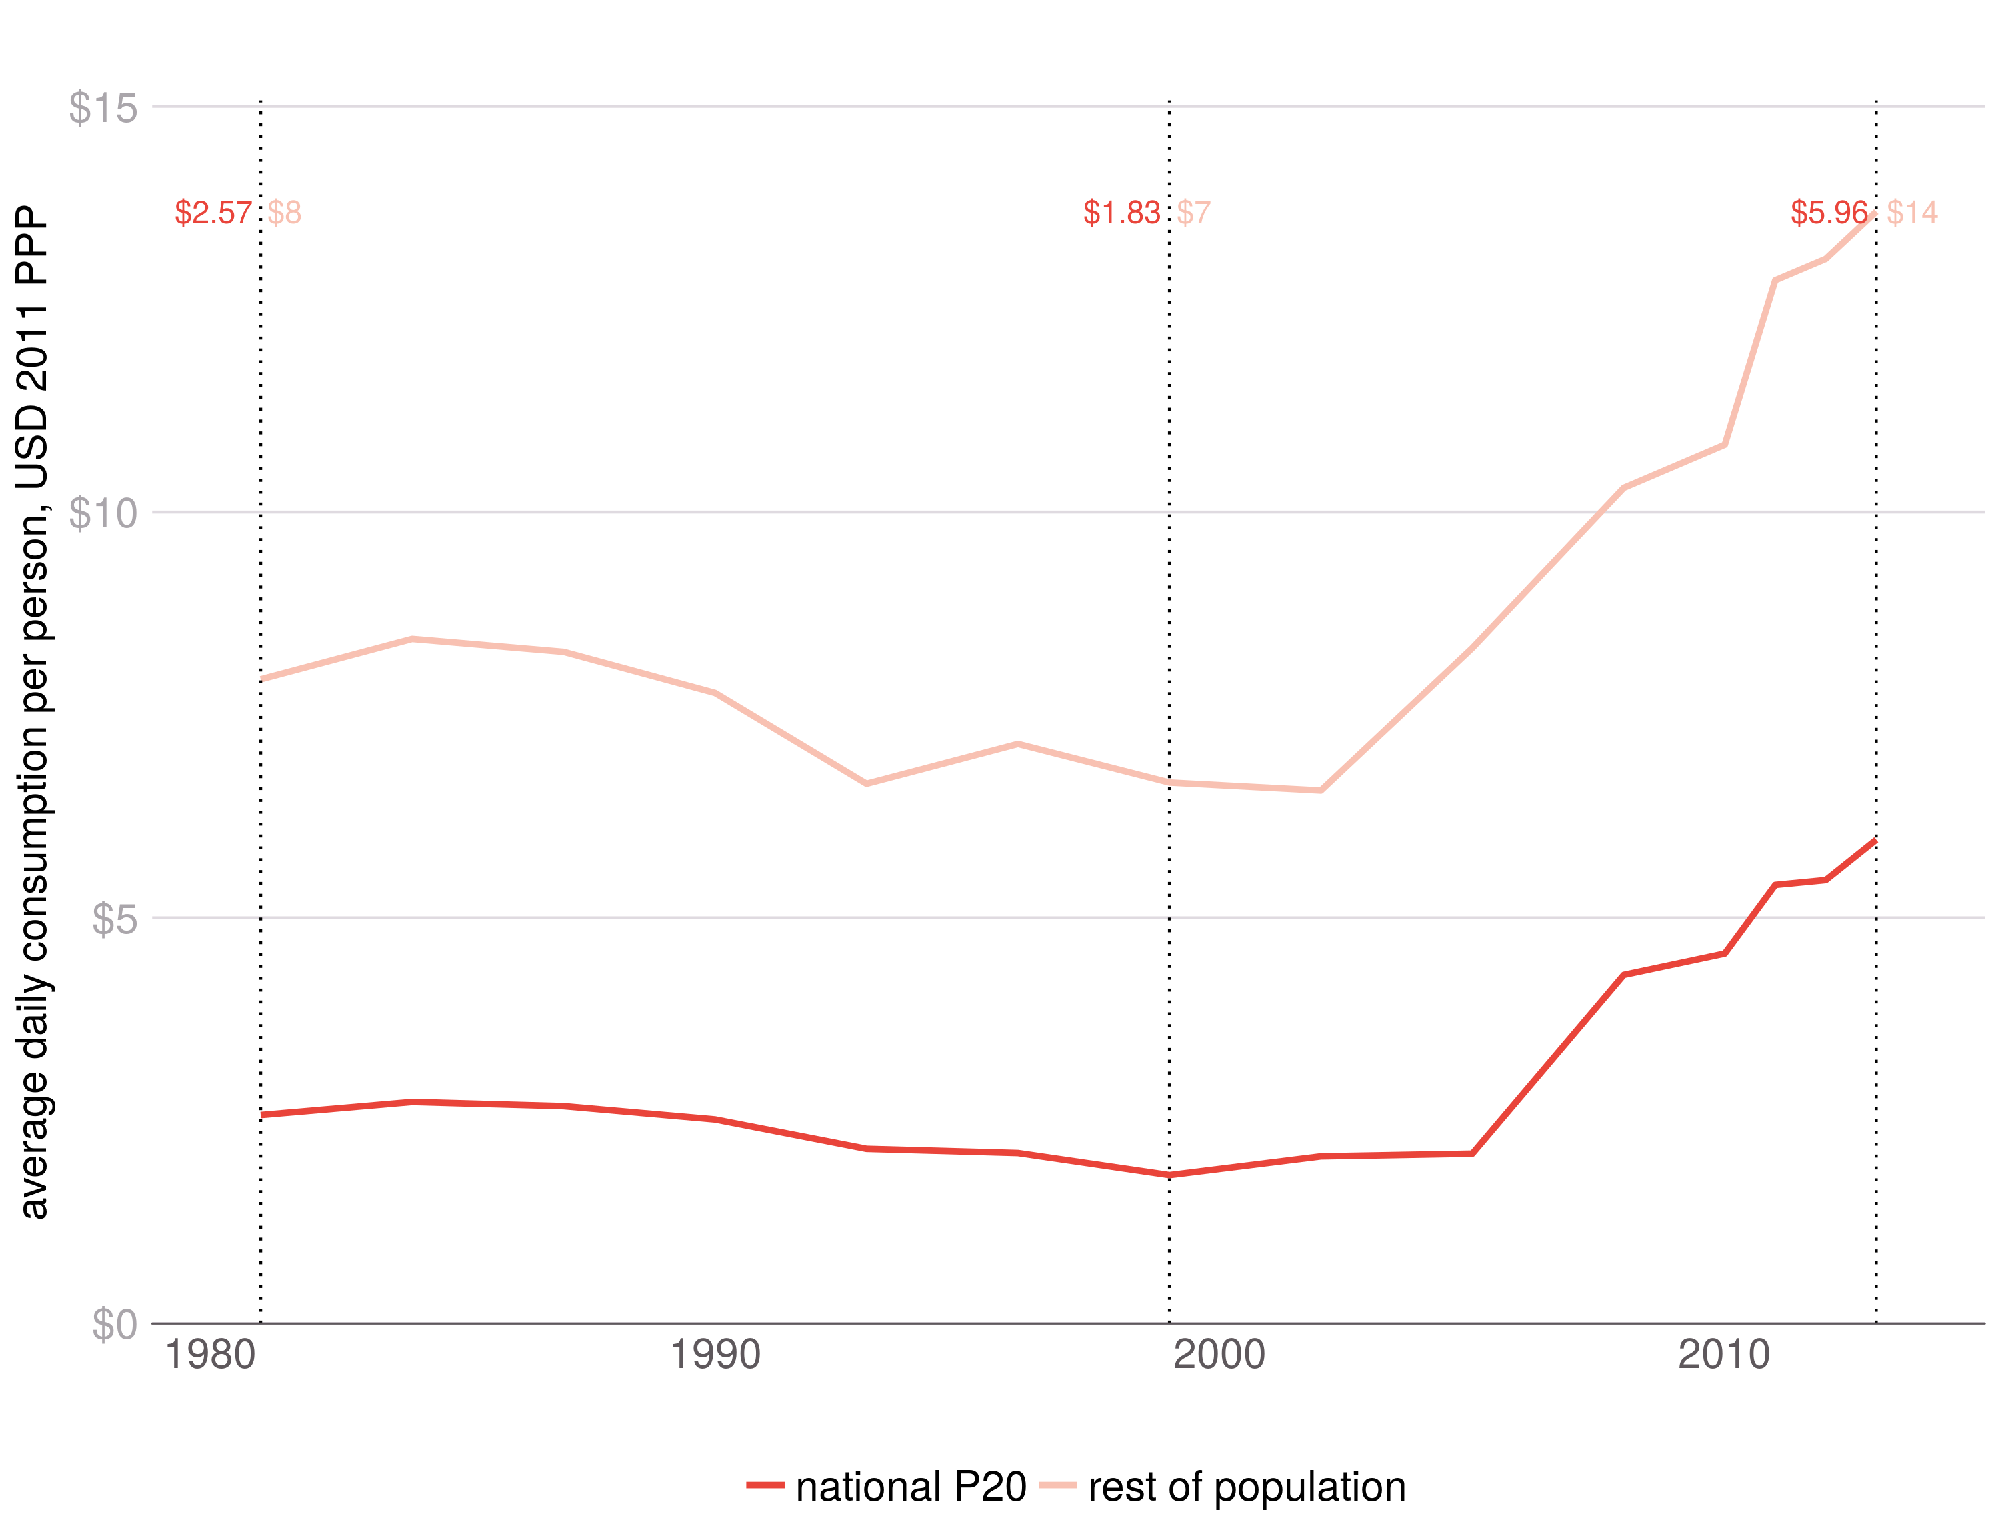 $15
$2.57 $8 $1.83 $7 $5.96 $14
average daily consumption per person, USD 2011 PPP
$10
$5
$0
1980 1990 2000 2010
national P20 rest of population